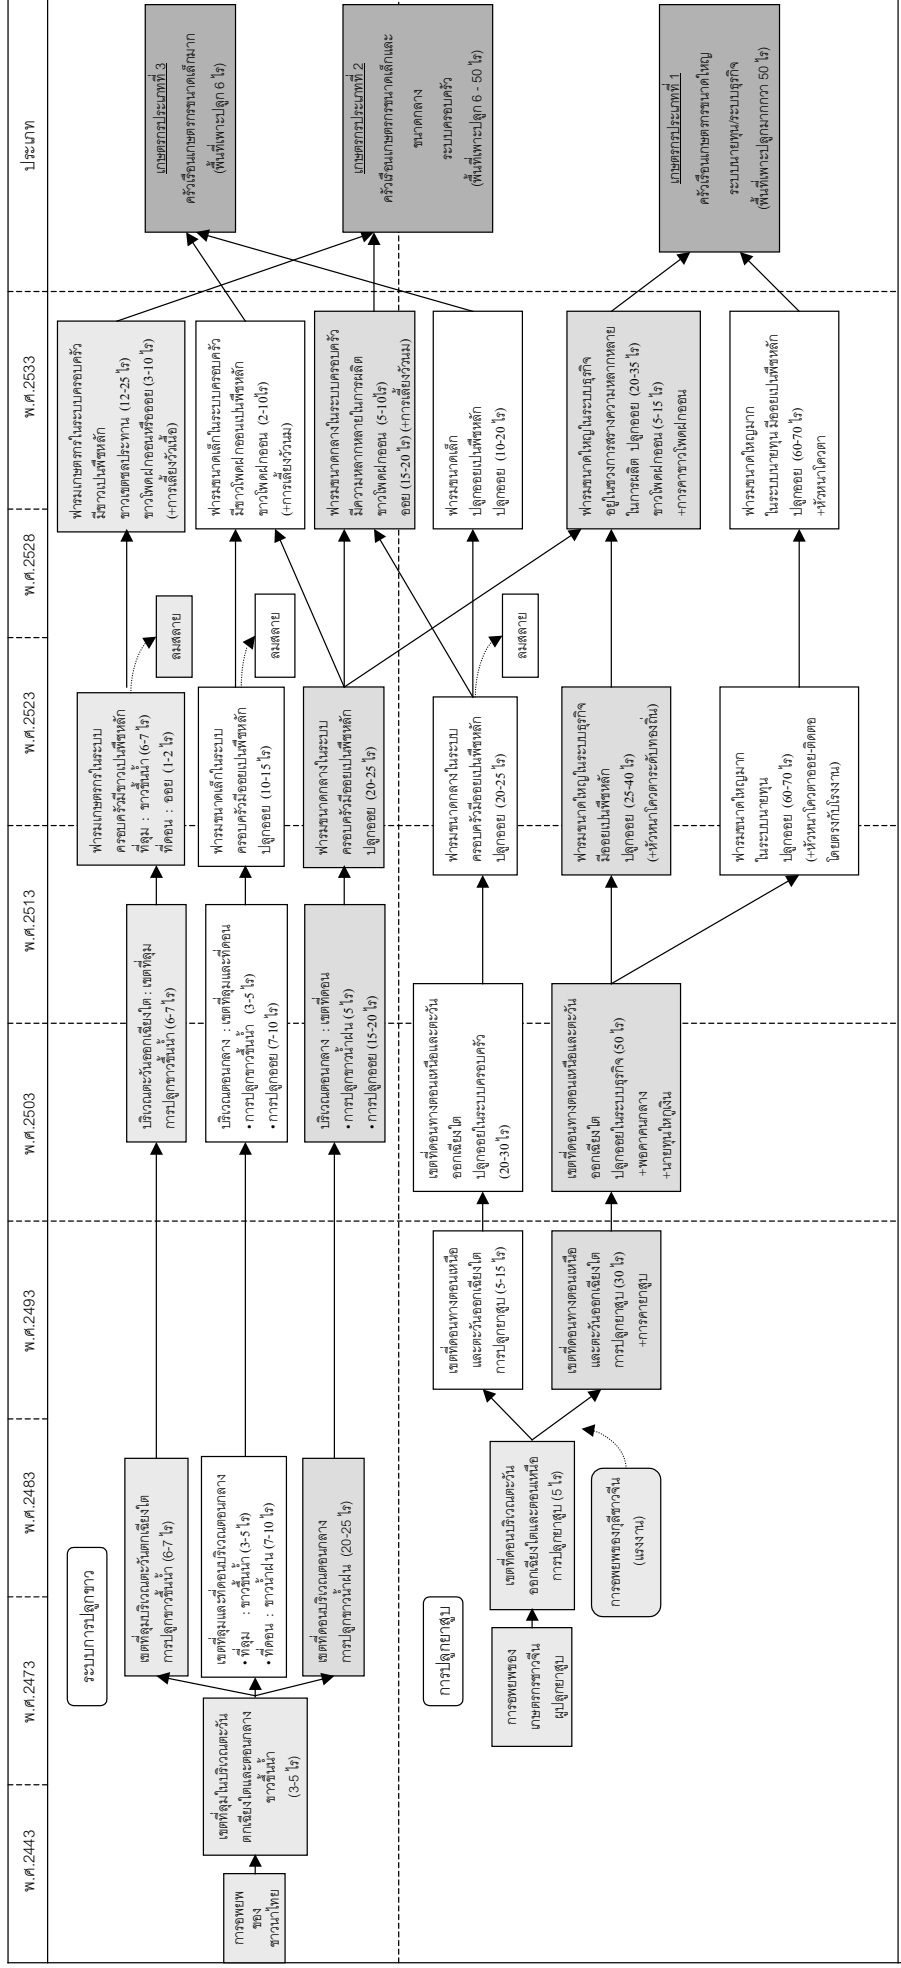 พ.ศ.2443
พ.ศ.2473
พ.ศ.2483
พ.ศ.2493
พ.ศ.2503
พ.ศ.2513
พ.ศ.2523
พ.ศ.2528
พ.ศ.2533
ประเภท
ระบบการปลูกขาว
การอพยพ
ของ
ชาวนาไทย
เขตที่ลุมในบริเวณตะวัน
ตกเฉียงใตและตอนกลาง
ขาวขึ้นน้ำ
(3-5 ไร)
เขตที่ลุมบริเวณตะวันตกเฉียงใต
การปลูกขาวขึ้นน้ำ (6-7 ไร)
เขตที่ลุมและที่ดอนบริเวณตอนกลาง
• ที่ลุม : ขาวขึ้นน้ำ (3-5 ไร)
• ที่ดอน : ขาวน้ำฝน (7-10 ไร)
เขตที่ดอนบริเวณตอนกลาง
การปลูกขาวน้ำฝน (20-25 ไร)
บริเวณตะวันออกเฉียงใต : เขตที่ลุม
การปลูกขาวขึ้นน้ำ (6-7 ไร)
บริเวณตอนกลาง : เขตที่ลุมและที่ดอน
• การปลูกขาวขึ้นน้ำ (3-5 ไร)
• การปลูกออย (7-10 ไร)
บริเวณตอนกลาง : เขตที่ดอน
• การปลูกขาวน้ำฝน (5 ไร)
• การปลูกออย (15-20 ไร)
ฟารมเกษตรกรในระบบ
ครอบครัวมีขาวเปนพืชหลัก
ที่ลุม : ขาวขึ้นน้ำ (6-7 ไร)
ที่ดอน : ออย (1-2 ไร)
ลมสลาย
ฟารมขนาดเล็กในระบบ
ครอบครัวมีออยเปนพืชหลัก
ปลูกออย (10-15 ไร)
ลมสลาย
ฟารมขนาดกลางในระบบ
ครอบครัวมีออยเปนพืชหลัก
ปลูกออย (20-25 ไร)
ฟารมเกษตรกรในระบบครอบครัว
มีขาวเปนพืชหลัก
ขาวเขตชลประทาน (12-25 ไร)
ขาวโพดฝกออนหรือออย (3-10 ไร)
(+การเลี้ยงวัวเนื้อ)
ฟารมขนาดเล็กในระบบครอบครัว
มีขาวโพดฝกออนเปนพืชหลัก
ขาวโพดฝกออน (2-10ไร)
(+การเลี้ยงวัวนม)
ฟารมขนาดกลางในระบบครอบครัว
มีความหลากหลายในการผลิต
ขาวโพดฝกออน (5-10ไร)
ออย (15-20 ไร) (+การเลี้ยงวัวนม)
เกษตรกรประเภทที่ 3
ครัวเรือนเกษตรกรขนาดเล็กมาก
(พื้นที่เพาะปลูก 6 ไร)
เกษตรกรประเภทที่ 2
ครัวเรือนเกษตรกรขนาดเล็กและ
ขนาดกลาง
ระบบครอบครัว
(พื้นที่เพาะปลูก 6 - 50 ไร)
การปลูกยาสูบ
การอพยพของ
เกษตรกรชาวจีน
ผูปลูกยาสูบ
เขตที่ดอนบริเวณตะวัน
ออกเฉียงใตและตอนเหนือ
การปลูกยาสูบ (5 ไร)
การอพยพของกุลีชาวจีน
(แรงงาน)
เขตที่ดอนทางตอนเหนือ
และตะวันออกเฉียงใต
การปลูกยาสูบ (5-15 ไร)
เขตที่ดอนทางตอนเหนือ
และตะวันออกเฉียงใต
การปลูกยาสูบ (30 ไร)
+การคายาสูบ
เขตที่ดอนทางตอนเหนือและตะวัน
ออกเฉียงใต
ปลูกออยในระบบครอบครัว
(20-30 ไร)
เขตที่ดอนทางตอนเหนือและตะวัน
ออกเฉียงใต
ปลูกออยในระบบธุรกิจ (50 ไร)
+พอคาคนกลาง
+นายทุนใหกูเงิน
ฟารมขนาดกลางในระบบ
ครอบครัวมีออยเปนพืชหลัก
ปลูกออย (20-25 ไร)
ลมสลาย
ฟารมขนาดใหญในระบบธุรกิจ
มีออยเปนพืชหลัก
ปลูกออย (25-40 ไร)
(+หัวหนาโควตาระดับทองถิ่น)
ฟารมขนาดใหญมาก
ในระบบนายทุน
ปลูกออย (60-70 ไร)
(+หัวหนาโควตาออย-ติดตอ
โดยตรงกับโรงงาน)
ฟารมขนาดเล็ก
ปลูกออยเปนพืชหลัก
ปลูกออย (10-20 ไร)
ฟารมขนาดใหญในระบบธุรกิจ
อยูในชวงการสรางความหลากหลาย
ในการผลิต ปลูกออย (20-35 ไร)
ขาวโพดฝกออน (5-15 ไร)
+การคาขาวโพดฝกออน
ฟารมขนาดใหญมาก
ในระบบนายทุน มีออยเปนพืชหลัก
ปลูกออย (60-70 ไร)
+หัวหนาโควตา
เกษตรกรประเภทที่ 1
ครัวเรือนเกษตรกรขนาดใหญ
ระบบนายทุน/ระบบธุรกิจ
(พื้นที่เพาะปลูกมากกวา 50 ไร)